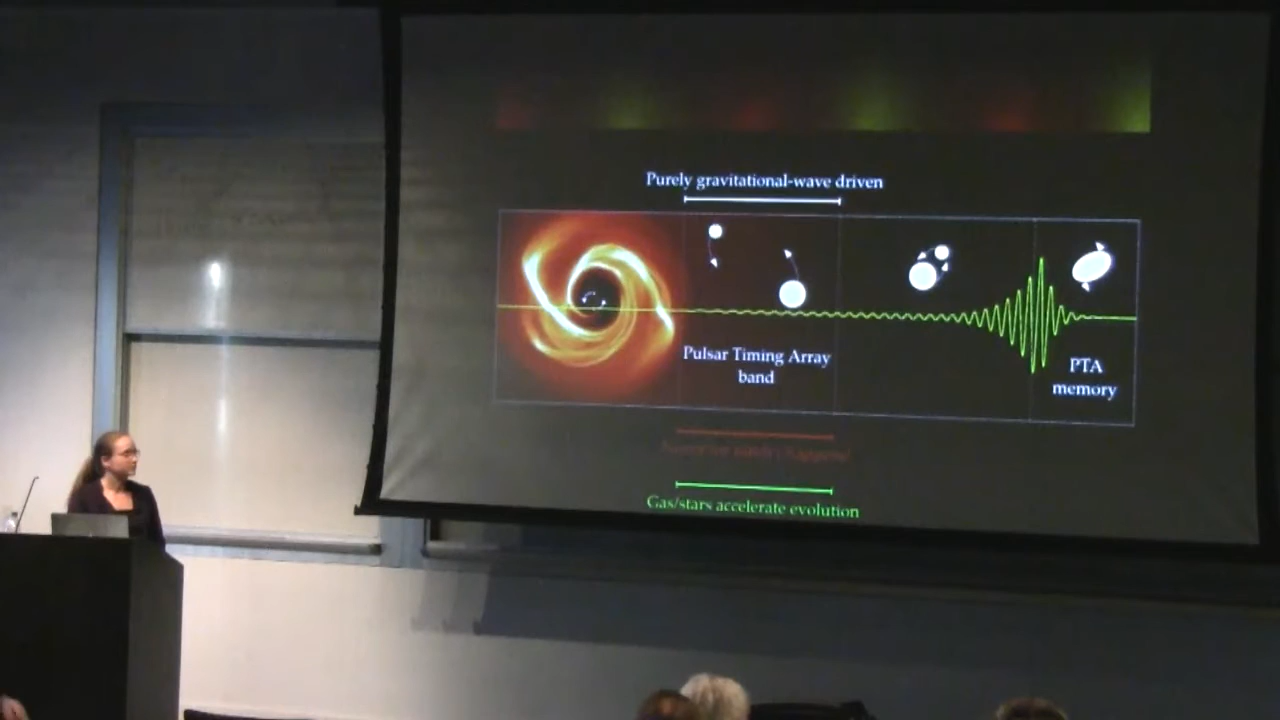 Purely gravitational-wave driven
Pulsar Timing Array
band
PTA
memory
Gas/stars accelerate evolution